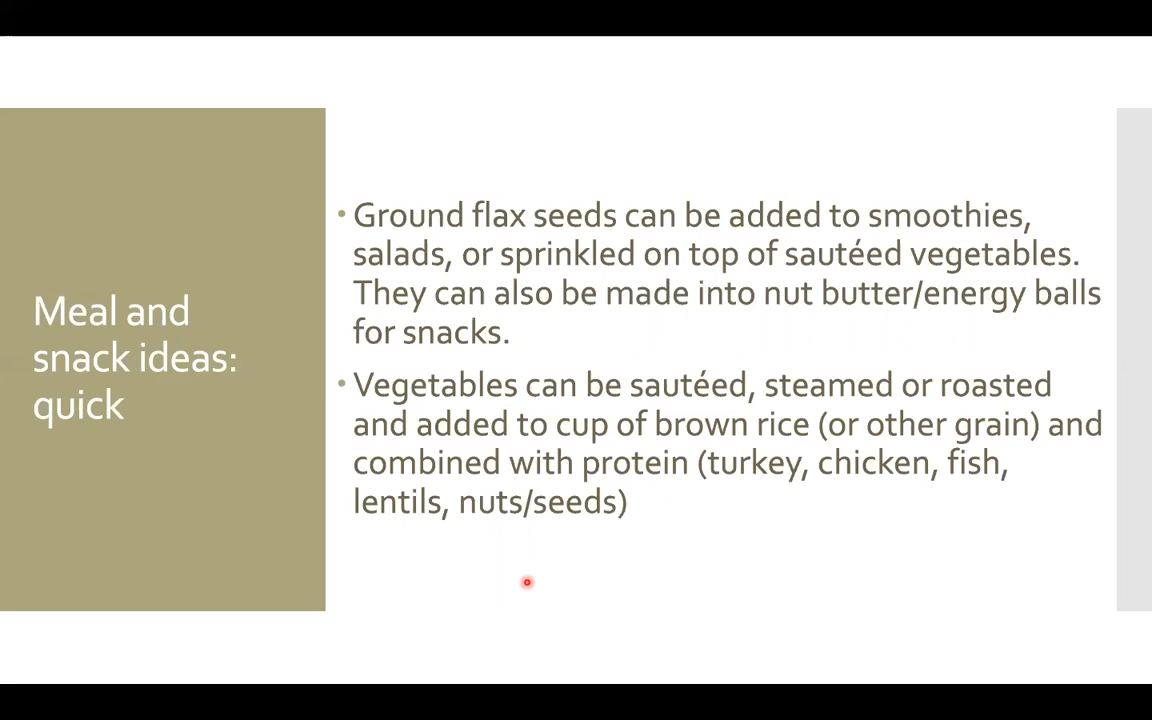 Meal and
snack ideas:
quick
• Ground flax seeds can be added to smoothies,
salads, or sprinkled on top of sautéed vegetables.
They can also be made into nut butter/energy balls
for snacks.
• Vegetables can be sautéed, steamed or roasted
and added to cup of brown rice (or other grain) and
combined with protein (turkey, chicken, fish,
lentils, nuts/seeds)